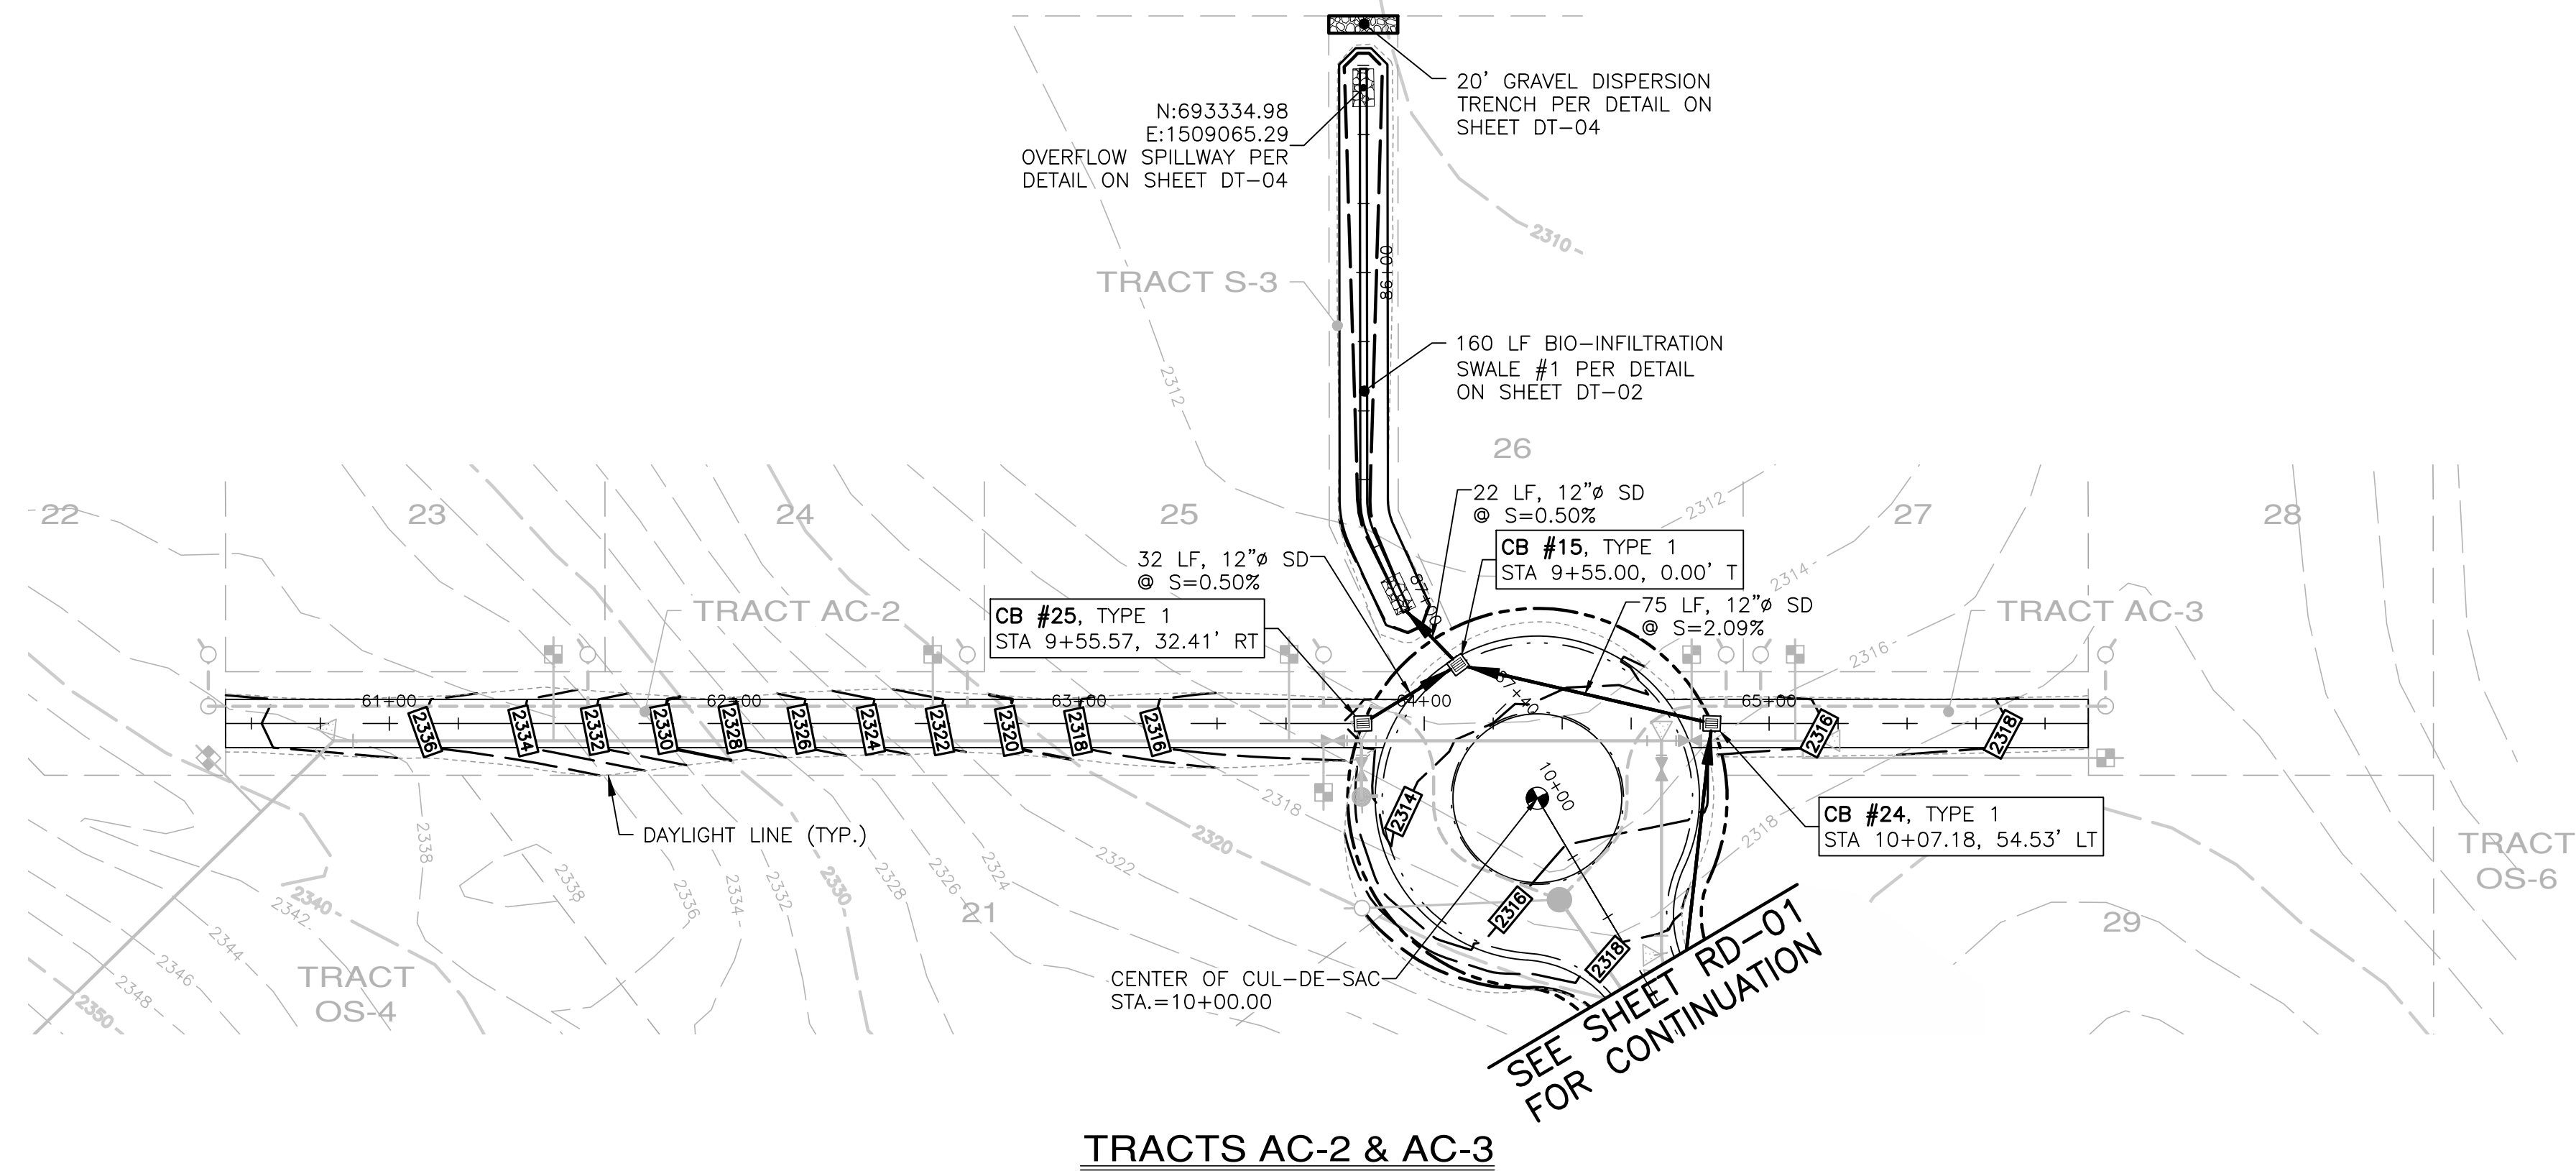 20' GRAVEL DISPERSION
TRENCH PER DETAIL ON
SHEET DT-04
N:693334.98
E:1509065.29
OVERFLOW SPILLWAY PER
DETAIL ON SHEET DT-04
2310
86+00
TRACT S-3
160 LF BIO-INFILTRATION
SWALE #1 PER DETAIL
ON SHEET DT-02
2312
26
22
23
24
25
22 LF, 12"ø SD
@ S=0.50%
2312
27
28
32 LF, 12"ø SD
@ S=0.50%
CB #15, TYPE 1
STA 9+55.00, 0.00' T
2314
87+00
CB #25, TYPE 1
STA 9+55.57, 32.41' RT
75 LF, 12"ø SD
@ S=2.09%
TRACT AC-2
TRACT AC-3
2316
87+40
61+00
62+00
63+00
64+00
65+00
2336
2334
2332
2330
2328
2326
2324
2322
2320
2318
2316
2316
2318
10+00
2314
2318
2320
2322
2318
CB #24, TYPE 1
STA 10+07.18, 54.53' LT
DAYLIGHT LINE (TYP.)
2338
2338
2336
2334
2332
2330
2328
2326
2324
TRACT
OS-6
2340
2342
2344
2346
2348
2350
21
2316
2318
29
TRACT
OS-4
CENTER OF CUL-DE-SAC
STA.=10+00.00
SEE SHEET RD-01
FOR CONTINUATION
TRACTS AC-2 & AC-3